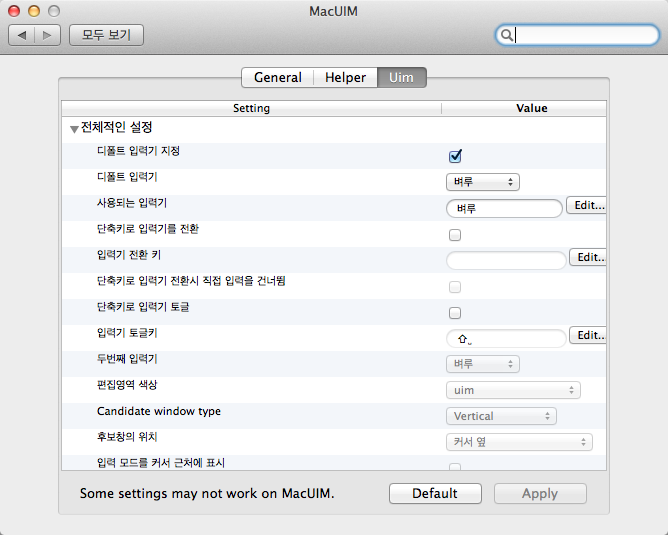 MacUIM
모두 보기
General Helper Uim
Setting Value
전체적인 설정
디폴트 입력기 지정
디폴트 입력기 벼루
사용되는 입력기 벼루 Edit...
단축키로 입력기를 전환
입력기 전환 키 Edit...
단축키로 입력기 전환시 직접 입력을 건너뜀
단축키로 입력기 토글
입력기 토글키 ⇧⎵ Edit...
두번째 입력기 벼루
편집영역 색상 uim
Candidate window type Vertical
후보창의 위치 커서 옆
입력 모드를 커서 근처에 표시
Some settings may not work on MacUIM. Default Apply